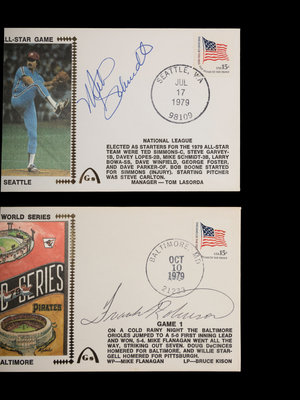 ALL-STAR GAME
Mike Schmidt
SEATTLE, WA
JUL
17
1979
98109
USA 15c
SEATTLE
G s
NATIONAL LEAGUE
ELECTED AS STARTERS FOR THE 1979 ALL-STAR
TEAM WERE TED SIMMONS-C, STEVE GARVEY-
1B, DAVEY LOPES-2B, MIKE SCHMIDT-3B, LARRY
BOWA-SS, DAVE WINFIELD, GEORGE FOSTER,
AND DAVE PARKER-OF. BOB BOONE STARTED FOR
SIMMONS (INJURY). STARTING PITCHER
WAS STEVE CARLTON.
MANAGER — TOM LASORDA
WORLD SERIES
BALTIMORE, MD
OCT
10
1979
21233
USA 15c
SERIES
PIRATES
Frank Robinson
ALTIMORE
G s
GAME 1
ON A COLD RAINY NIGHT THE BALTIMORE
ORIOLES JUMPED TO A 5-0 FIRST INNING LEAD
AND WON, 5-4. MIKE FLANAGAN WENT ALL THE
WAY, STRIKING OUT SEVEN. DOUG DeCINCES
HOMERED FOR BALTIMORE, AND WILLIE STAR-
GELL HOMERED FOR PITTSBURGH.
WP—MIKE FLANAGAN LP—BRUCE KISON